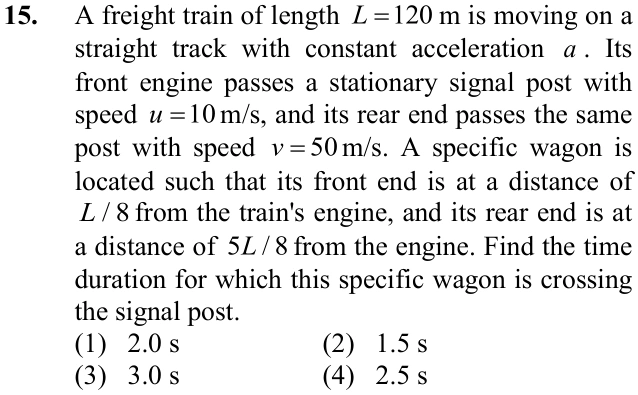 15. A freight train of length L = 120 m is moving on a
straight track with constant acceleration a . Its
front engine passes a stationary signal post with
speed u = 10 m/s, and its rear end passes the same
post with speed v = 50 m/s. A specific wagon is
located such that its front end is at a distance of
L / 8 from the train's engine, and its rear end is at
a distance of 5L / 8 from the engine. Find the time
duration for which this specific wagon is crossing
the signal post.
(1) 2.0 s (2) 1.5 s
(3) 3.0 s (4) 2.5 s